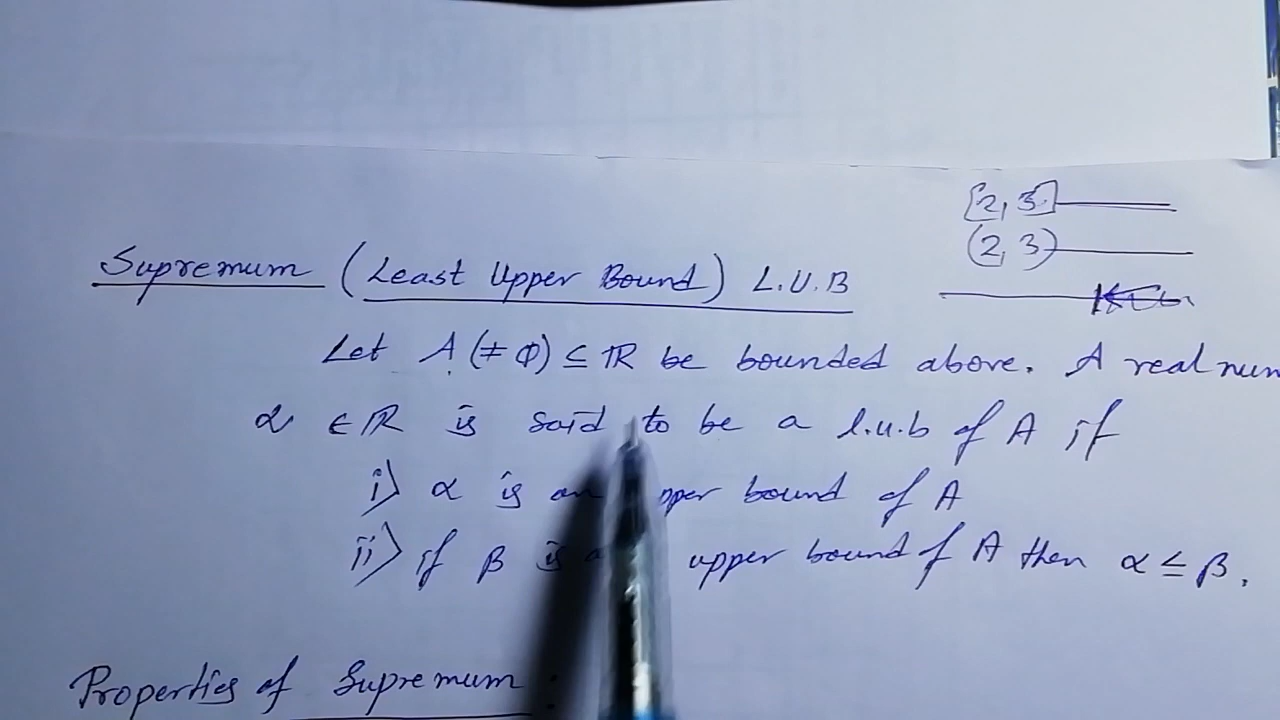 [2, 3]
(2, 3)
Supremum (Least Upper Bound) L.U.B
Let A (≠ φ) ⊆ ℝ be bounded above. A real num
α ∈ ℝ is said to be a l.u.b of A if
i) α is an pper bound of A
ii) if β is a upper bound of A then α ≤ β.
Properties of Supremum :